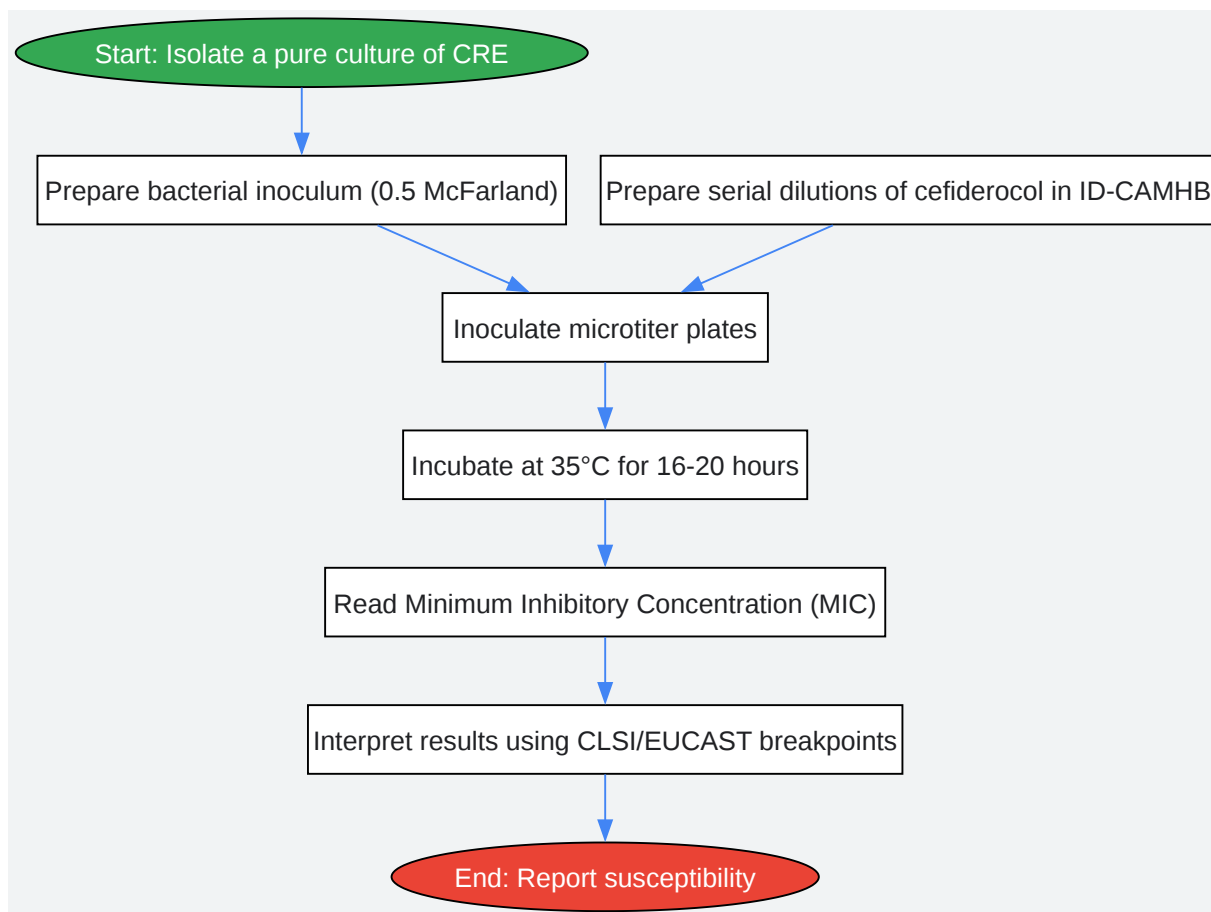 Start: Isolate a pure culture of CRE
Prepare bacterial inoculum (0.5 McFarland)
Prepare serial dilutions of cefiderocol in ID-CAMHB
Inoculate microtiter plates
Incubate at 35°C for 16-20 hours
Read Minimum Inhibitory Concentration (MIC)
Interpret results using CLSI/EUCAST breakpoints
End: Report susceptibility